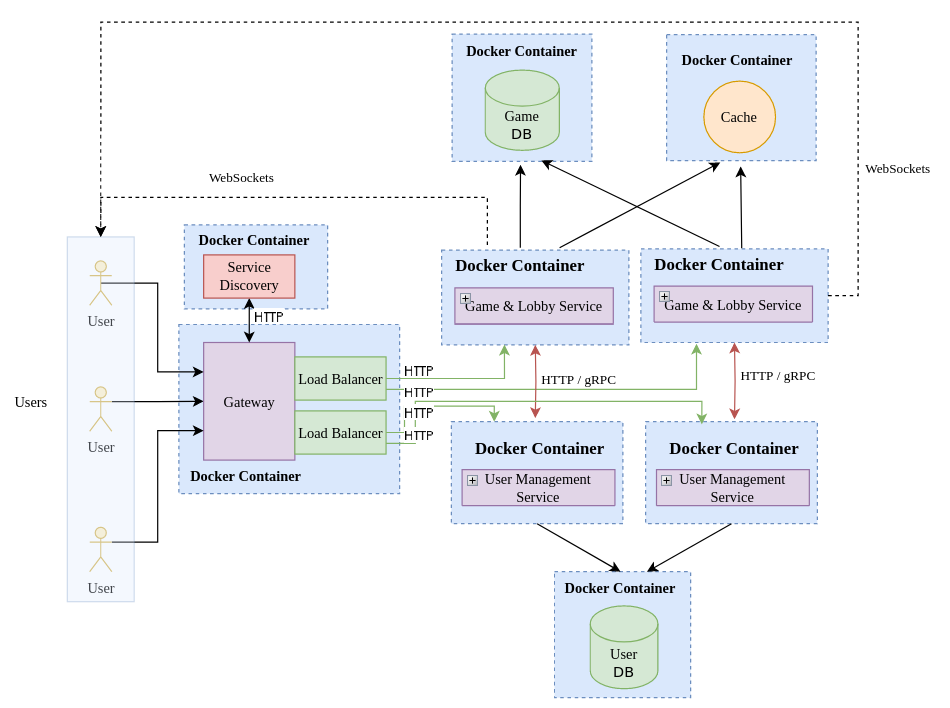 Docker Container
Game
DB
Docker Container
Cache
WebSockets
WebSockets
Docker Container
Service
Discovery
HTTP
Docker Container
Game & Lobby Service
Docker Container
Game & Lobby Service
Users
User
User
User
Gateway
Load Balancer
Load Balancer
Docker Container
HTTP
HTTP
HTTP
HTTP
HTTP / gRPC
HTTP / gRPC
Docker Container
User Management
Service
Docker Container
User Management
Service
Docker Container
User
DB